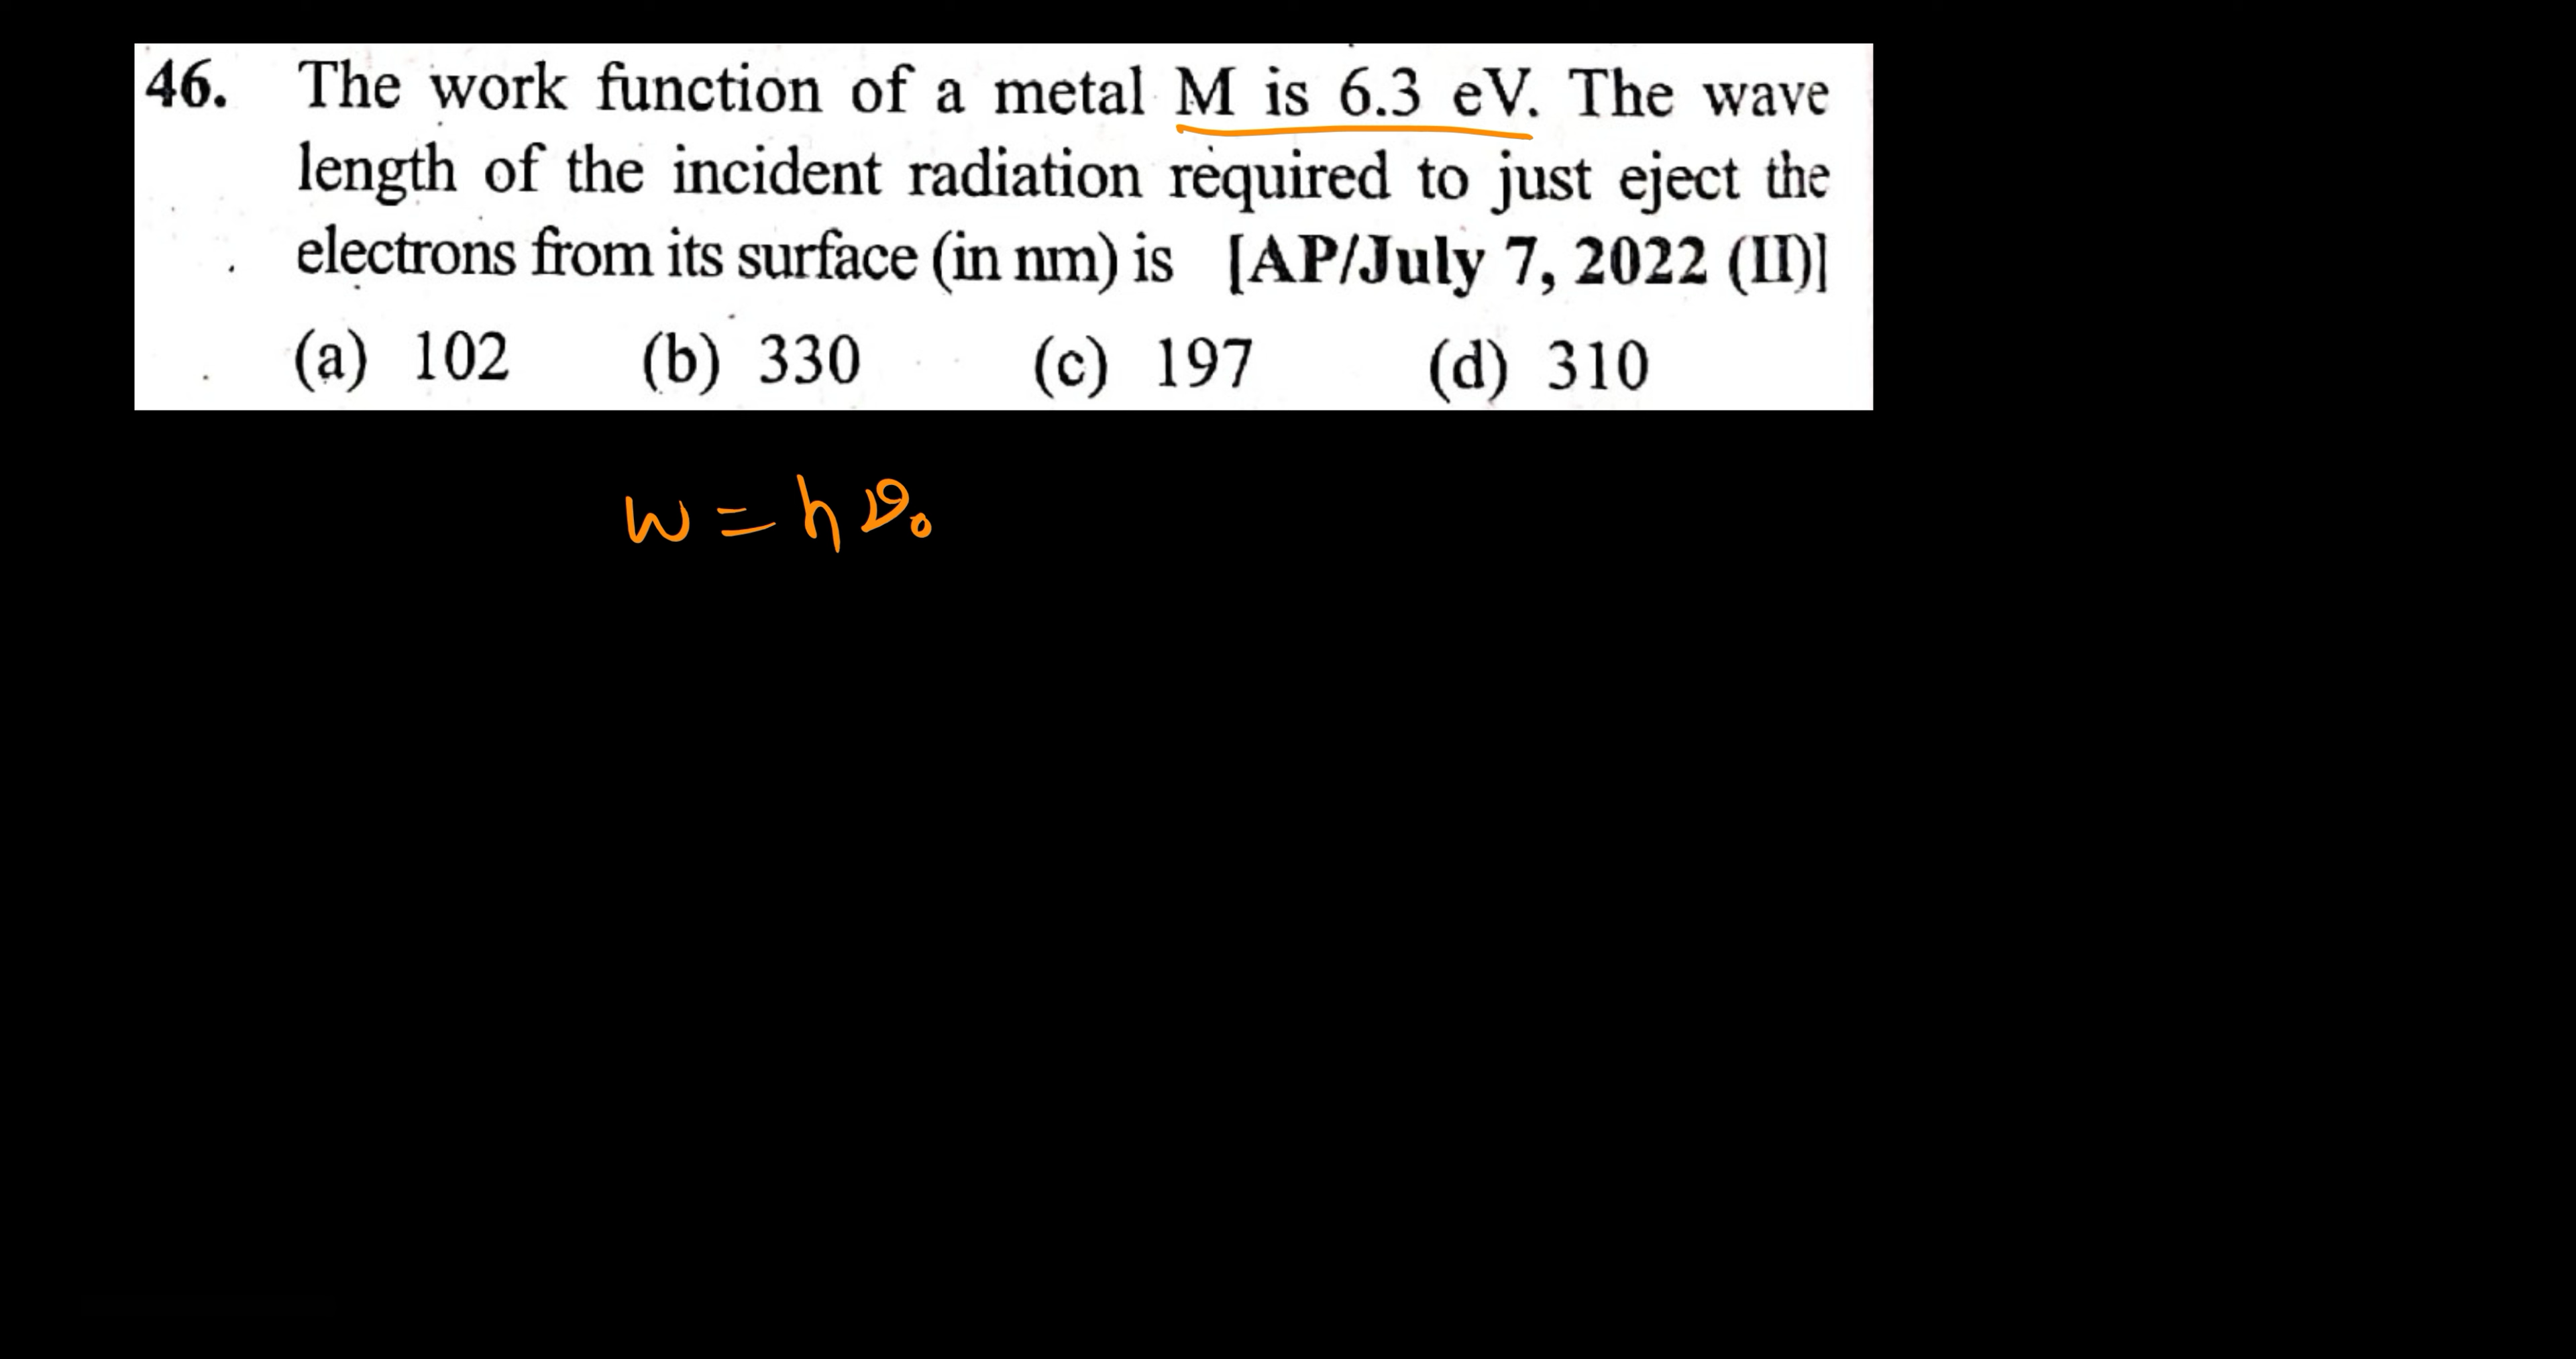 46. The work function of a metal M is 6.3 eV. The wave
length of the incident radiation required to just eject the
electrons from its surface (in nm) is [AP/July 7, 2022 (II)]
(a) 102 (b) 330 (c) 197 (d) 310
W = hν₀